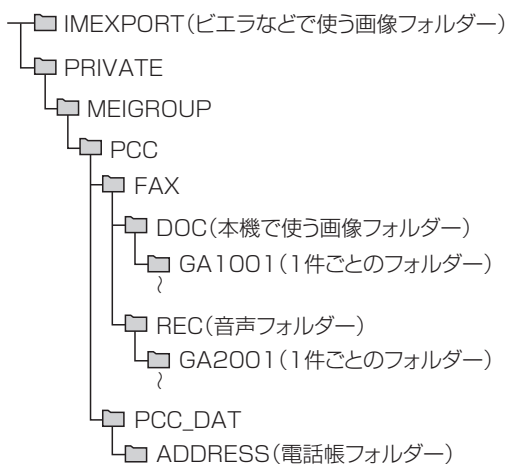 IMEXPORT(ビエラなどで使う画像フォルダー)
PRIVATE
MEIGROUP
PCC
FAX
DOC(本機で使う画像フォルダー)
GA1001(1件ごとのフォルダー)
~
REC(音声フォルダー)
GA2001(1件ごとのフォルダー)
~
PCC_DAT
ADDRESS(電話帳フォルダー)